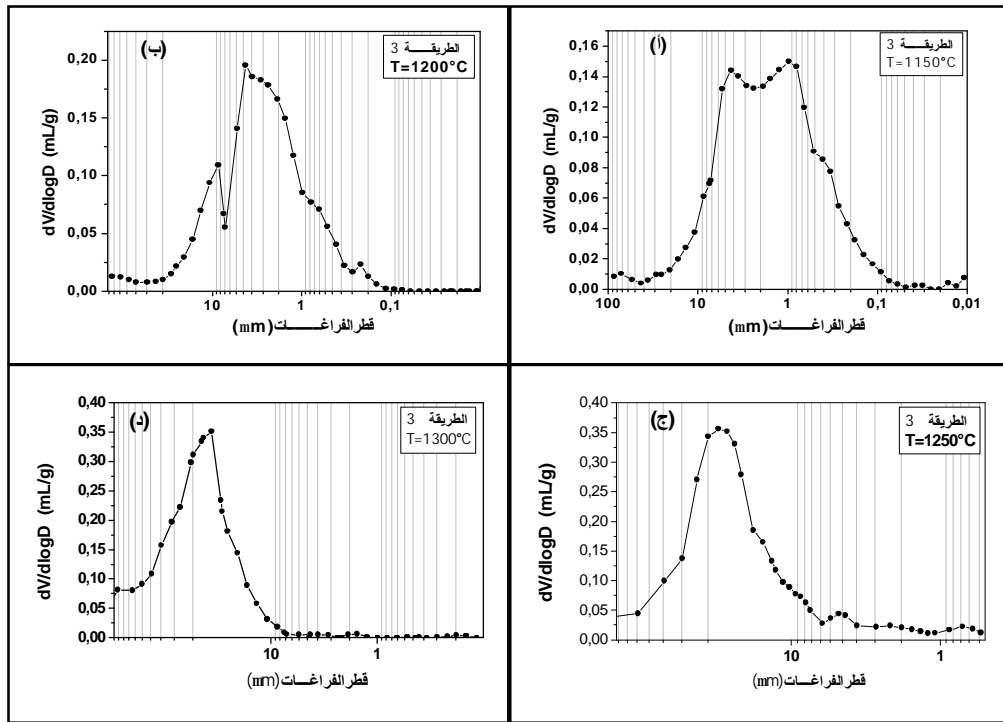 (أ)
الطريقـــــة 3
T=1150°C
dV/dlogD (mL/g)
0,16
0,14
0,12
0,10
0,08
0,06
0,04
0,02
0,00
100 10 1 0,1 0,01
قطر الفراغـــــات (mm)
(ب)
الطريقـــــة 3
T=1200°C
dV/dlogD (mL/g)
0,20
0,15
0,10
0,05
0,00
10 1 0,1
قطر الفراغـــــات (mm)
(ج)
الطريقة 3
T=1250°C
dV/dlogD (mL/g)
0,40
0,35
0,30
0,25
0,20
0,15
0,10
0,05
0,00
10 1
قطر الفراغـــات (mm)
(د)
الطريقة 3
T=1300°C
dV/dlogD (mL/g)
0,40
0,35
0,30
0,25
0,20
0,15
0,10
0,05
0,00
10 1
قطر الفراغـــات (mm)